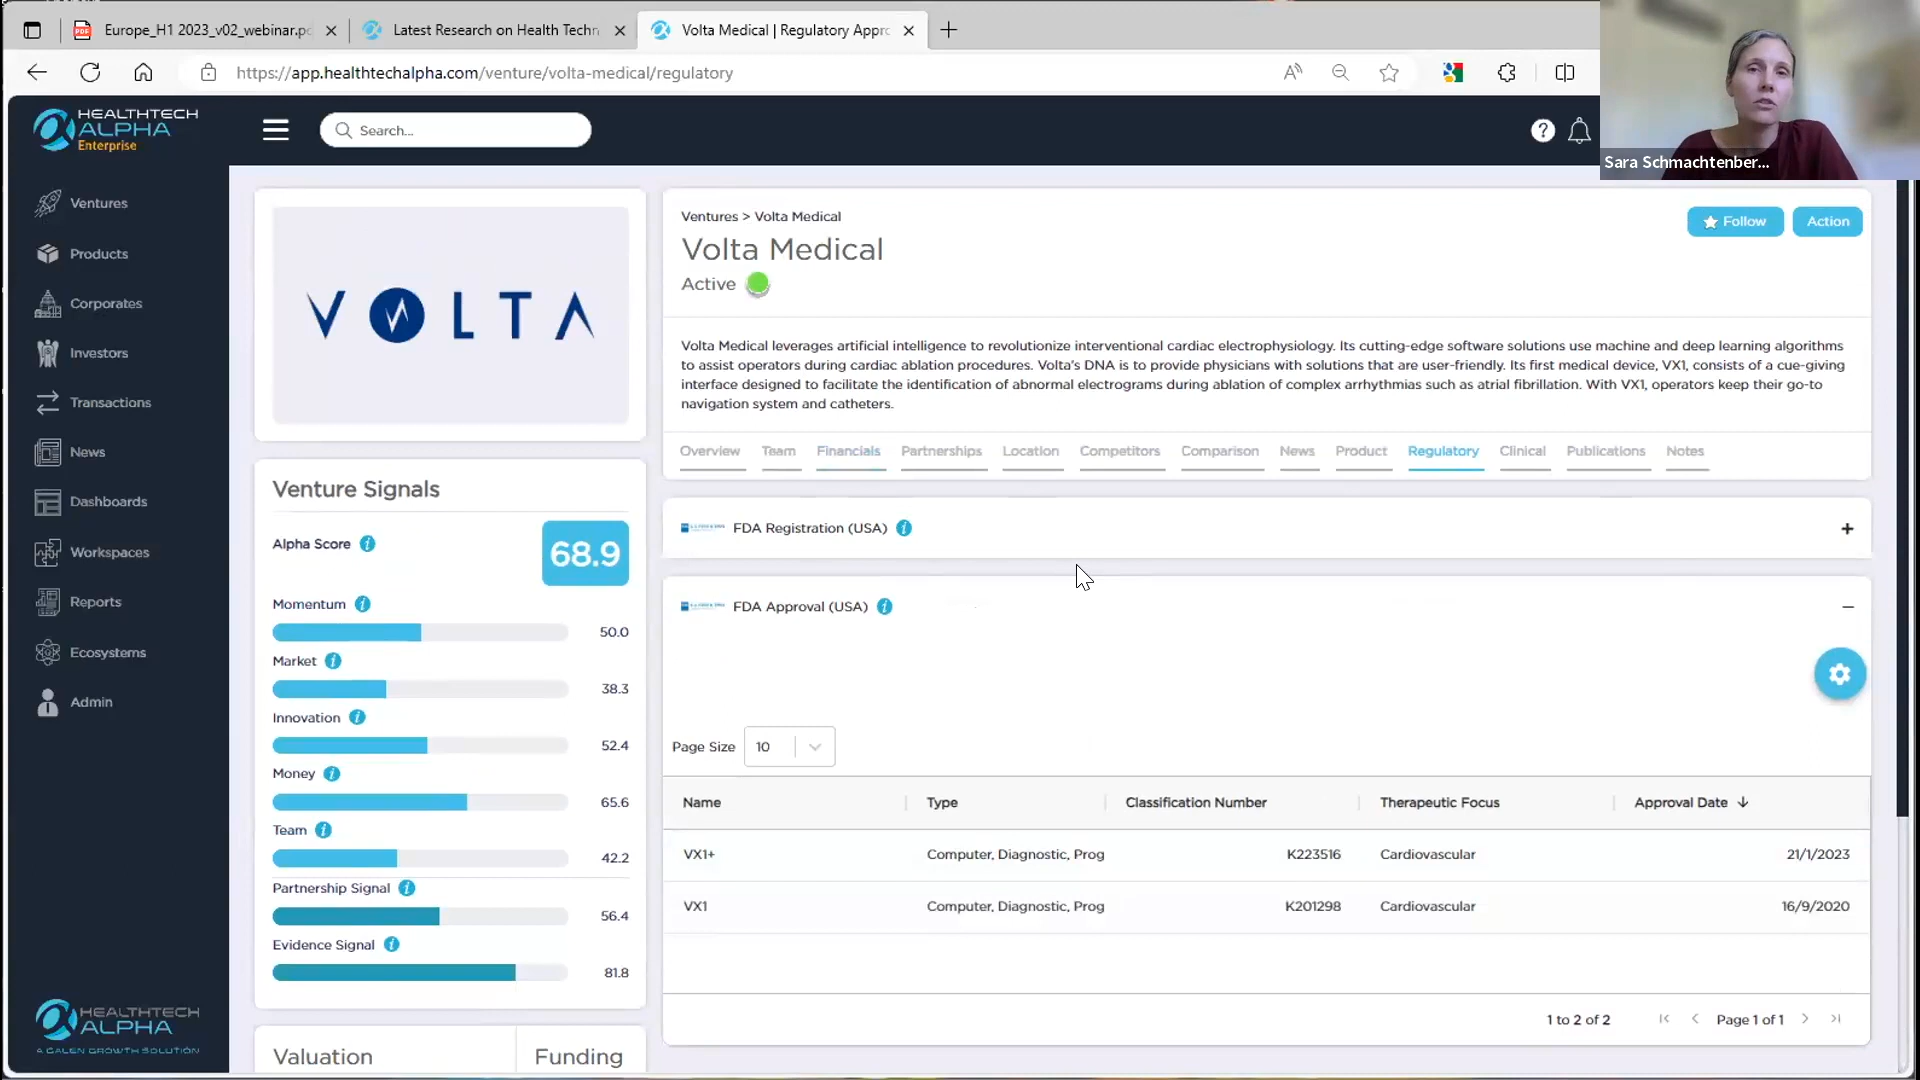 Europe_H1 2023_v02_webinar.pd
Latest Research on Health Techn
Volta Medical | Regulatory Appro
https://app.healthtechalpha.com/venture/volta-medical/regulatory
HEALTHTECH
ALPHA
Enterprise
Search...
Sara Schmachtenber...
Ventures
Products
Corporates
Investors
Transactions
News
Dashboards
Workspaces
Reports
Ecosystems
Admin
HEALTHTECH
ALPHA
A GALEN GROWTH SOLUTION
VOLTA
Venture Signals
Alpha Score
68.9
Momentum
50.0
Market
38.3
Innovation
52.4
Money
65.6
Team
42.2
Partnership Signal
56.4
Evidence Signal
81.8
Valuation
Funding
Ventures > Volta Medical
Volta Medical
Active
Follow
Action
Volta Medical leverages artificial intelligence to revolutionize interventional cardiac electrophysiology. Its cutting-edge software solutions use machine and deep learning algorithms
to assist operators during cardiac ablation procedures. Volta's DNA is to provide physicians with solutions that are user-friendly. Its first medical device, VX1, consists of a cue-giving
interface designed to facilitate the identification of abnormal electrograms during ablation of complex arrhythmias such as atrial fibrillation. With VX1, operators keep their go-to
navigation system and catheters.
Overview Team Financials Partnerships Location Competitors Comparison News Product Regulatory Clinical Publications Notes
FDA Registration (USA)
FDA Approval (USA)
Page Size 10
Name Type Classification Number Therapeutic Focus Approval Date
VX1+ Computer, Diagnostic, Prog K223516 Cardiovascular 21/1/2023
VX1 Computer, Diagnostic, Prog K201298 Cardiovascular 16/9/2020
1 to 2 of 2 Page 1 of 1